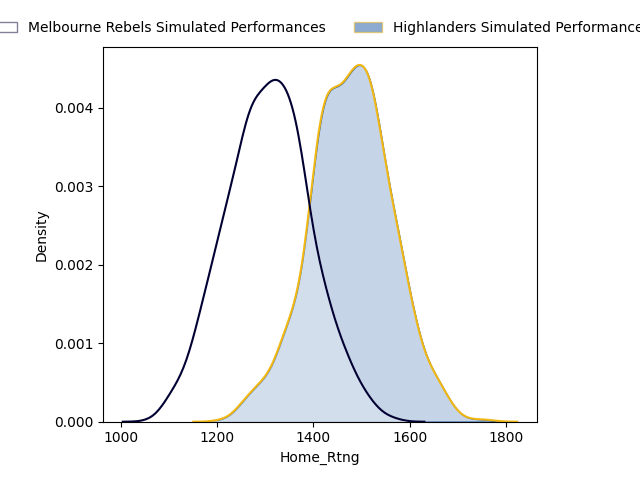 Melbourne Rebels Simulated Performances
Highlanders Simulated Performance
0.004
0.003
0.002
0.001
0.000
Density
1000 1200 1400 1600 1800
Home_Rtng